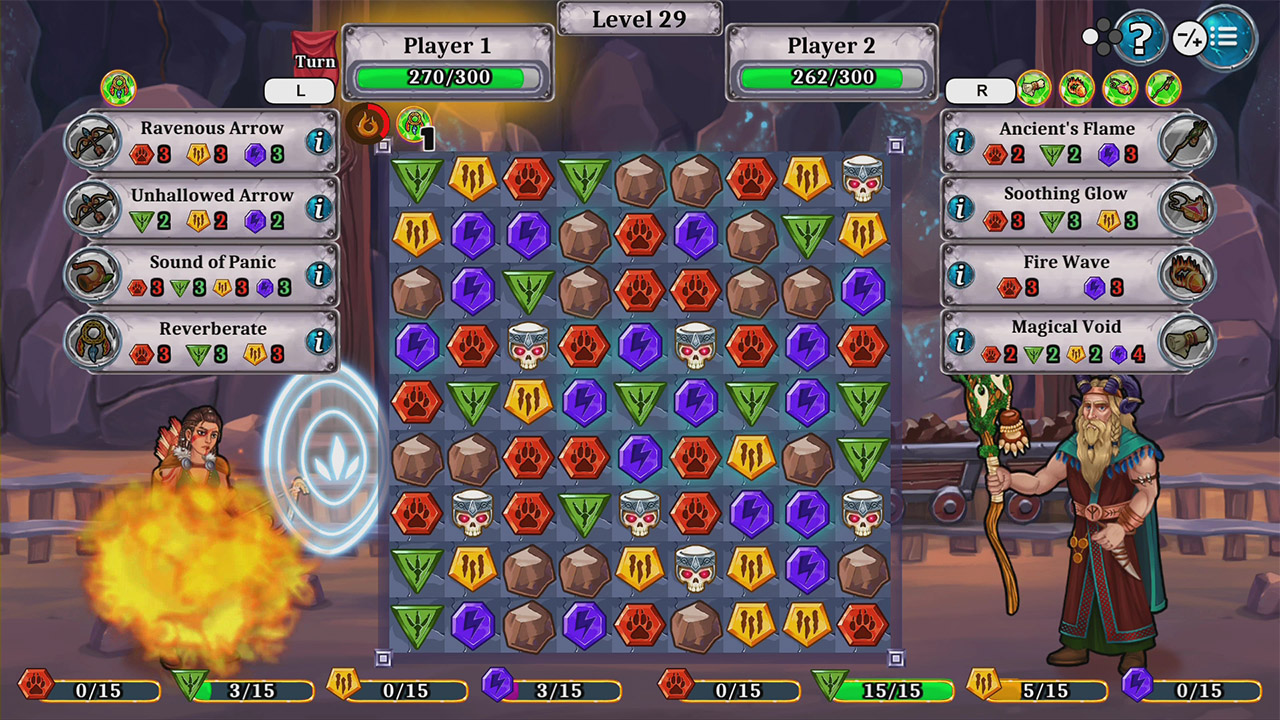 Level 29
Player 1
270/300
Player 2
262/300
Turn
L
R
?
-/+
1
Ravenous Arrow
3 3 3
i
Unhallowed Arrow
2 2 2
i
Sound of Panic
3 3 3 3
i
Reverberate
3 3 3
i
Ancient's Flame
2 2 3
i
Soothing Glow
3 3 3
i
Fire Wave
3 3
i
Magical Void
2 2 2 4
i
0/15 3/15 0/15 3/15 0/15 15/15 5/15 0/15